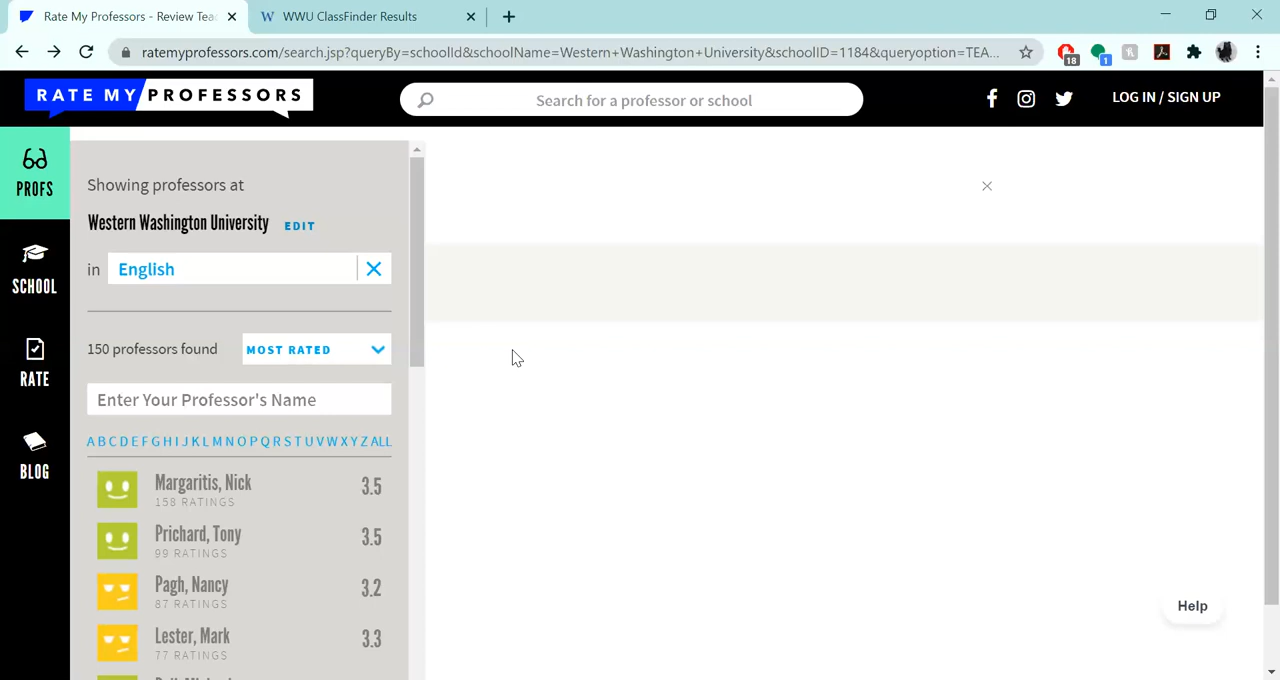 Rate My Professors - Review Tea
WWU ClassFinder Results
ratemyprofessors.com/search.jsp?queryBy=schoolId&schoolName=Western+Washington+University&schoolID=1184&queryoption=TEA...
18
1
RATE MY PROFESSORS
Search for a professor or school
LOG IN / SIGN UP
PROFS
SCHOOL
RATE
BLOG
Showing professors at
Western Washington University EDIT
in English
150 professors found MOST RATED
Enter Your Professor's Name
A B C D E F G H I J K L M N O P Q R S T U V W X Y Z ALL
Margaritis, Nick 3.5
158 RATINGS
Prichard, Tony 3.5
99 RATINGS
Pagh, Nancy 3.2
87 RATINGS
Lester, Mark 3.3
77 RATINGS
Help